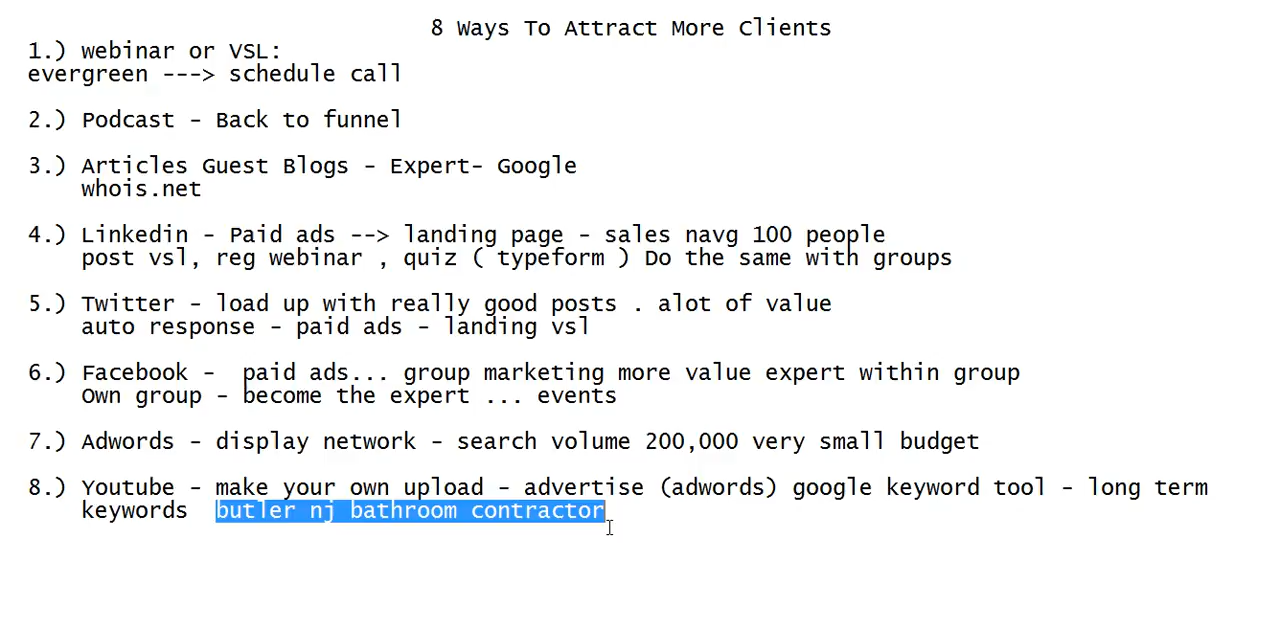 8 Ways To Attract More Clients
1.) webinar or VSL:
evergreen ---> schedule call
2.) Podcast - Back to funnel
3.) Articles Guest Blogs - Expert- Google
whois.net
4.) Linkedin - Paid ads --> landing page - sales navg 100 people
post vsl, reg webinar , quiz ( typeform ) Do the same with groups
5.) Twitter - load up with really good posts . alot of value
auto response - paid ads - landing vsl
6.) Facebook -  paid ads... group marketing more value expert within group
Own group - become the expert ... events
7.) Adwords - display network - search volume 200,000 very small budget
8.) Youtube - make your own upload - advertise (adwords) google keyword tool - long term
keywords  butler nj bathroom contractor